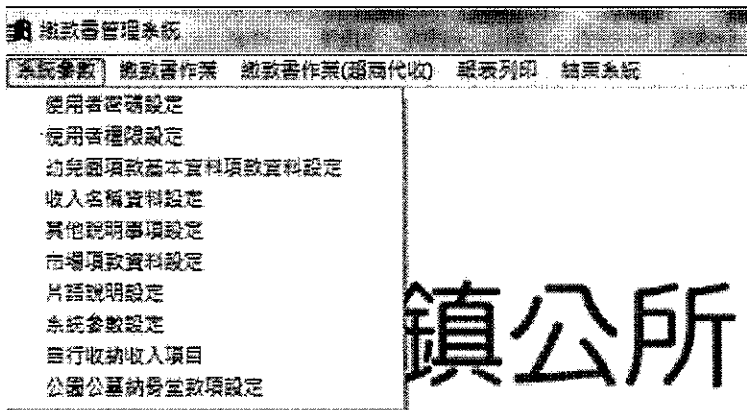 繳款書管理系統
系統參數 繳款書作業 繳款書作業(超商代收) 報表列印 結束系統
使用者密碼設定
使用者權限設定
幼兒園項款基本資料項款資料設定
收入名稱資料設定
其他說明事項設定
市場項款資料設定
片語說明設定
系統參數設定
自行收納收入項目
公園公墓納骨堂款項設定
鎮公所